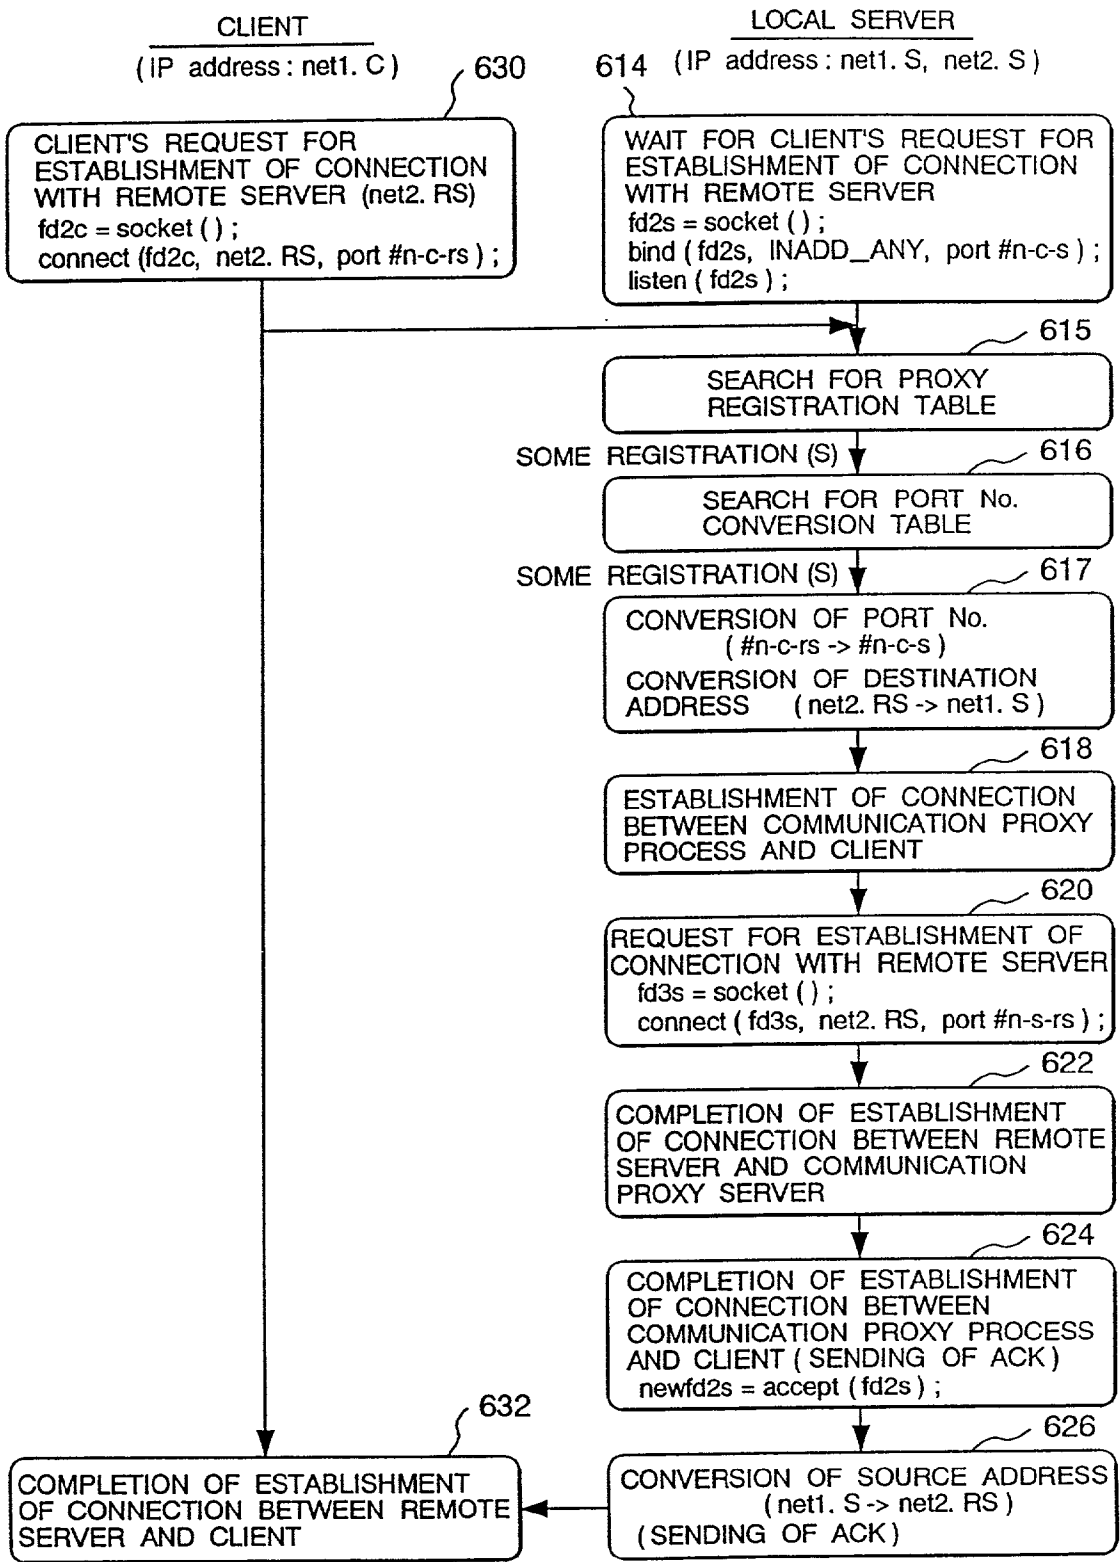 CLIENT
(IP address : net1. C)
630
CLIENT'S REQUEST FOR
ESTABLISHMENT OF CONNECTION
WITH REMOTE SERVER (net2. RS)
fd2c = socket ( ) ;
connect (fd2c, net2. RS, port #n-c-rs ) ;
LOCAL SERVER
614 (IP address : net1. S, net2. S)
WAIT FOR CLIENT'S REQUEST FOR
ESTABLISHMENT OF CONNECTION
WITH REMOTE SERVER
fd2s = socket ( ) ;
bind ( fd2s, INADD_ANY, port #n-c-s ) ;
listen ( fd2s ) ;
615
SEARCH FOR PROXY
REGISTRATION TABLE
SOME REGISTRATION (S)
616
SEARCH FOR PORT No.
CONVERSION TABLE
SOME REGISTRATION (S)
617
CONVERSION OF PORT No.
( #n-c-rs -> #n-c-s )
CONVERSION OF DESTINATION
ADDRESS ( net2. RS -> net1. S )
618
ESTABLISHMENT OF CONNECTION
BETWEEN COMMUNICATION PROXY
PROCESS AND CLIENT
620
REQUEST FOR ESTABLISHMENT OF
CONNECTION WITH REMOTE SERVER
fd3s = socket ( ) ;
connect ( fd3s, net2. RS, port #n-s-rs ) ;
622
COMPLETION OF ESTABLISHMENT
OF CONNECTION BETWEEN REMOTE
SERVER AND COMMUNICATION
PROXY SERVER
624
COMPLETION OF ESTABLISHMENT
OF CONNECTION BETWEEN
COMMUNICATION PROXY PROCESS
AND CLIENT ( SENDING OF ACK )
newfd2s = accept ( fd2s ) ;
626
CONVERSION OF SOURCE ADDRESS
( net1. S -> net2. RS )
( SENDING OF ACK )
632
COMPLETION OF ESTABLISHMENT
OF CONNECTION BETWEEN REMOTE
SERVER AND CLIENT